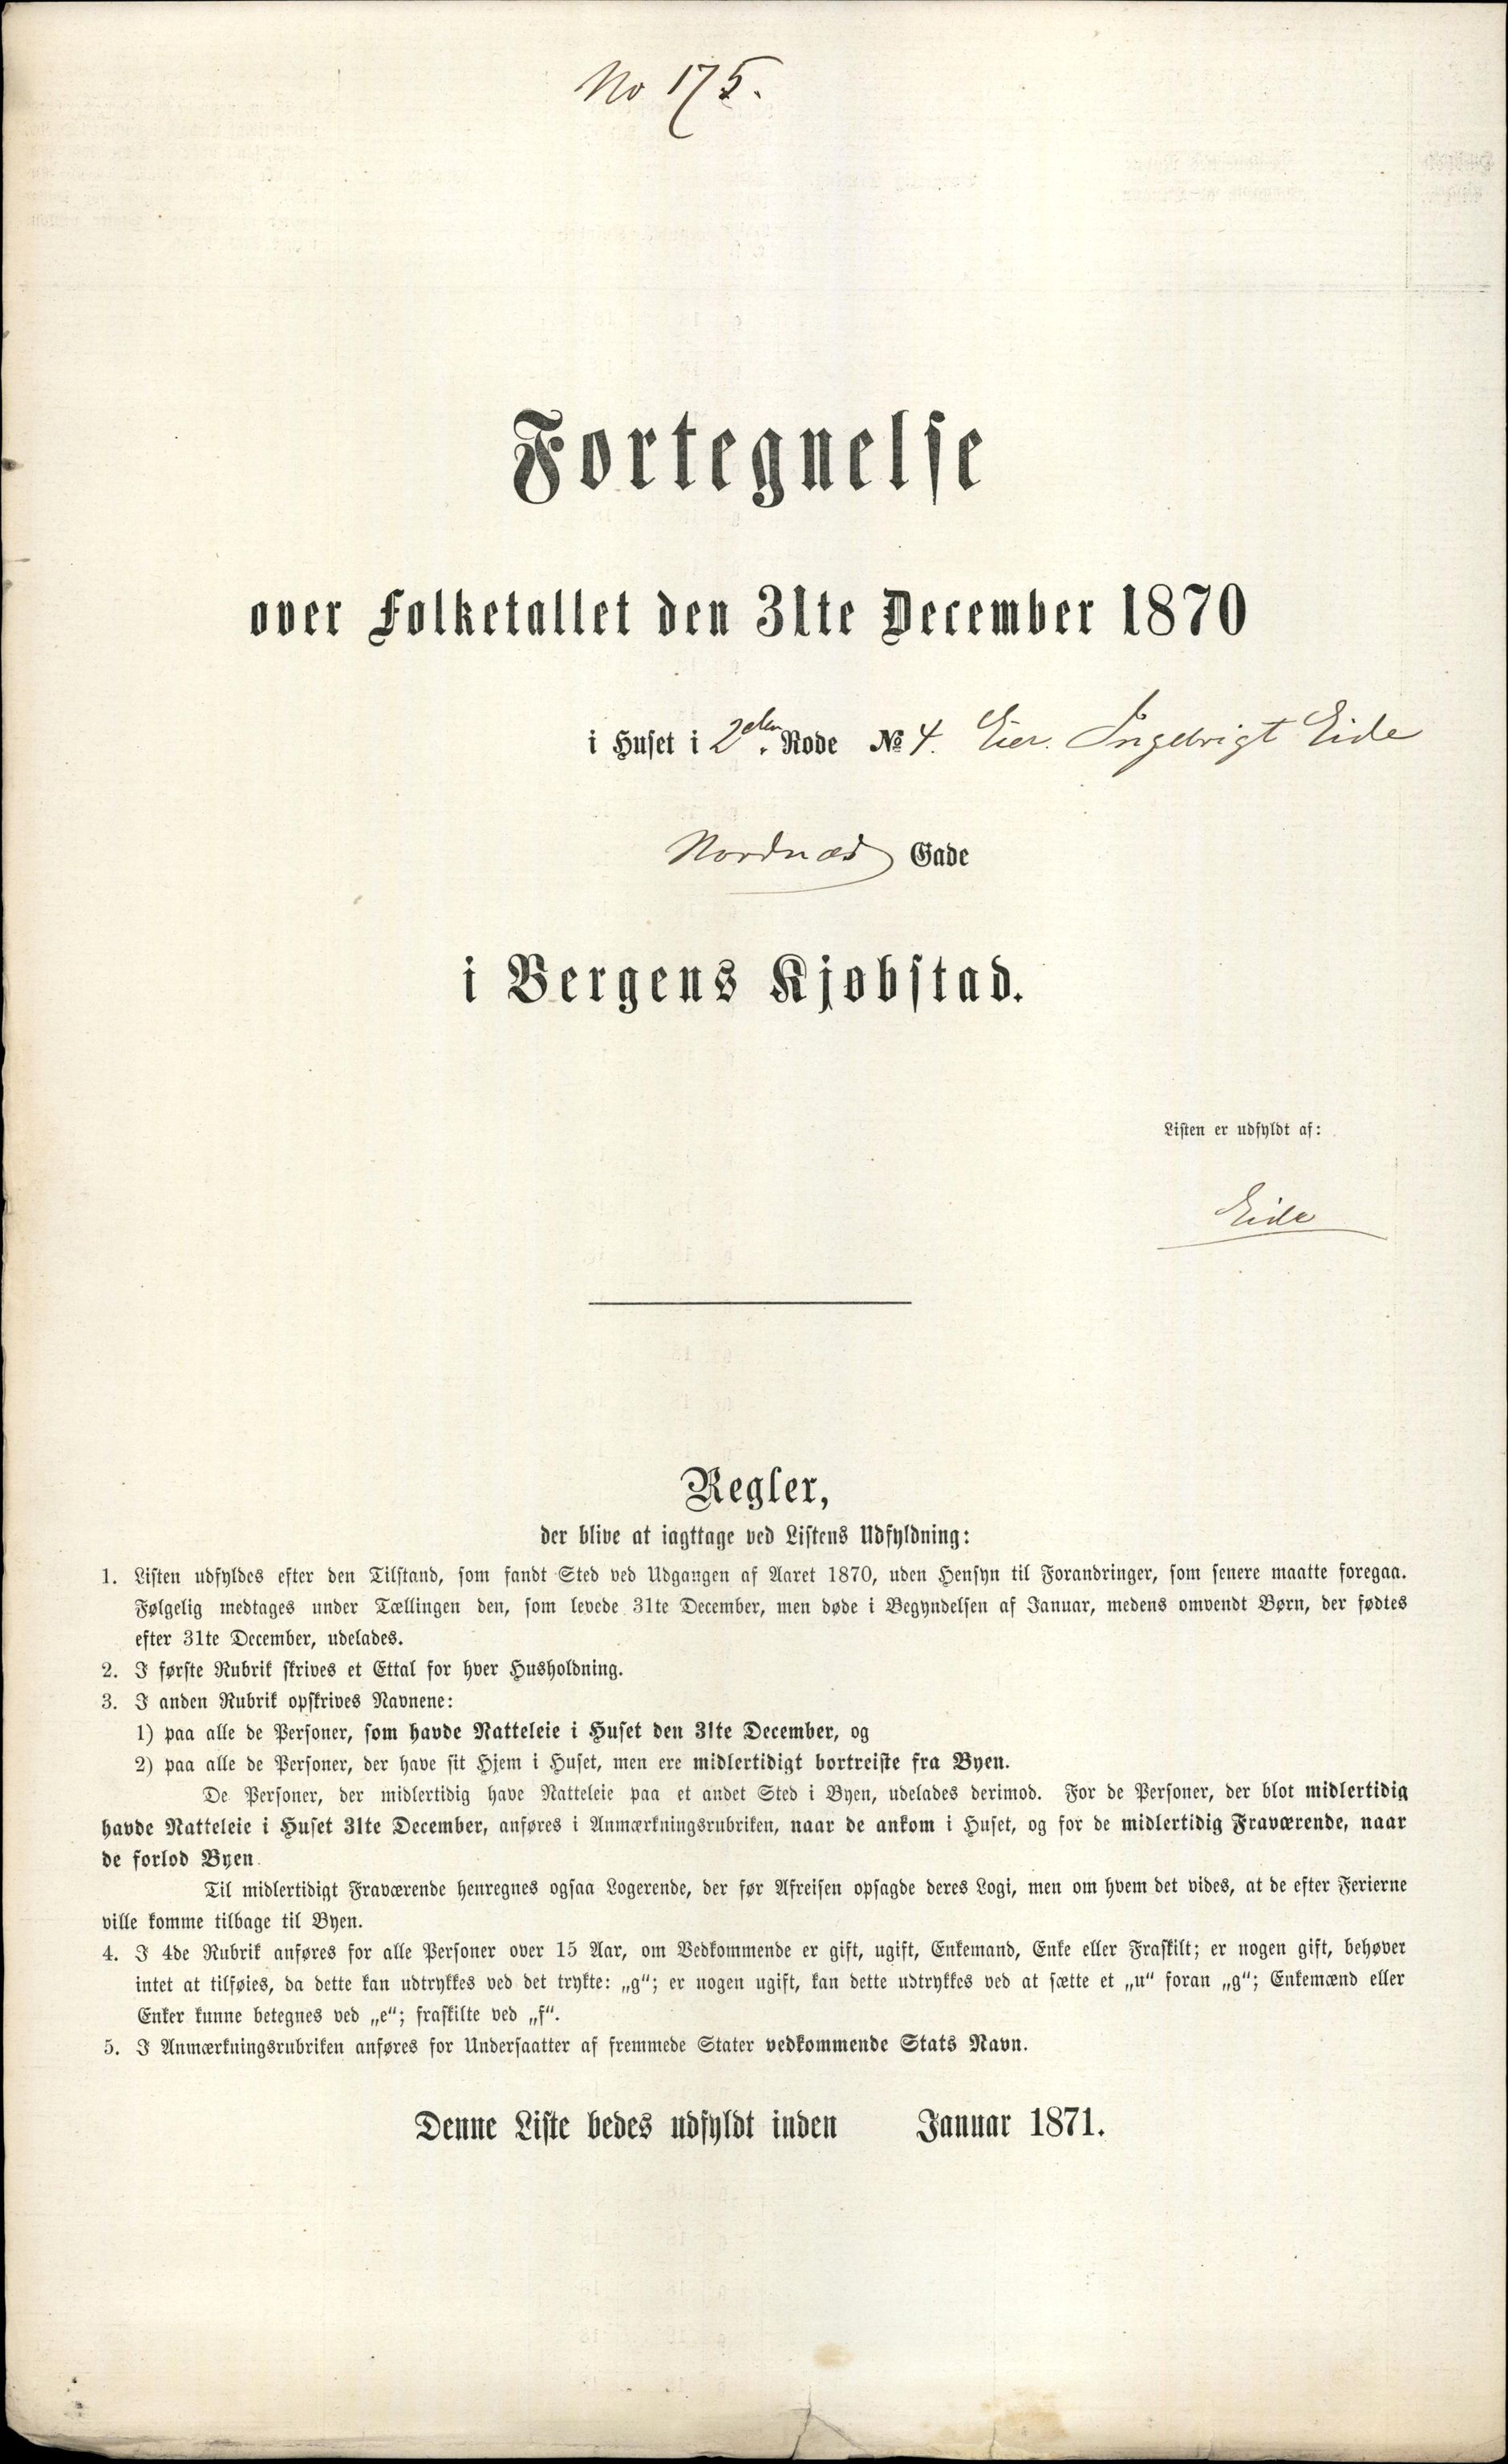 No 175.
Fortegnelse
over Folketallet den 31te December 1870
i Huset i 2den Rode № 4. Eier. Ingebrigt Eide
Nordnæs Gade
i Bergens Kjøbstad.
Listen er udfyldt af:
Eide
Regler,
der blive at iagttage ved Listens Udfyldning:
1. Listen udfyldes efter den Tilstand, som fandt Sted ved Udgangen af Aaret 1870, uden Hensyn til Forandringer, som senere maatte foregaa.
Følgelig medtages under Tællingen den, som levede 31te December, men døde i Begyndelsen af Januar, medens omvendt Børn, der fødtes
efter 31te December, udelades.
2. I første Rubrik skrives et Ettal for hver Husholdning.
3. I anden Rubrik opskrives Navnene:
1) paa alle de Personer, som havde Natteleie i Huset den 31te December, og
2) paa alle de Personer, der have sit Hjem i Huset, men ere midlertidigt bortreiste fra Byen.
De Personer, der midlertidig have Natteleie paa et andet Sted i Byen, udelades derimod. For de Personer, der blot midlertidig
havde Natteleie i Huset 31te December, anføres i Anmærkningsrubriken, naar de ankom i Huset, og for de midlertidig Fraværende, naar
de forlod Byen.
Til midlertidigt Fraværende henregnes ogsaa Logerende, der før Afreisen opsagde deres Logi, men om hvem det vides, at de efter Ferierne
ville komme tilbage til Byen.
4. I 4de Rubrik anføres for alle Personer over 15 Aar, om Vedkommende er gift, ugift, Enkemand, Enke eller Fraskilt; er nogen gift, behøver
intet at tilføies, da dette kan udtrykkes ved det trykte: „g“; er nogen ugift, kan dette udtrykkes ved at sætte et „u“ foran „g“; Enkemænd eller
Enker kunne betegnes ved „e“; fraskilte ved „f“.
5. I Anmærkningsrubriken anføres for Undersaatter af fremmede Stater vedkommende Stats Navn.
Denne Liste bedes udfyldt inden Januar 1871.